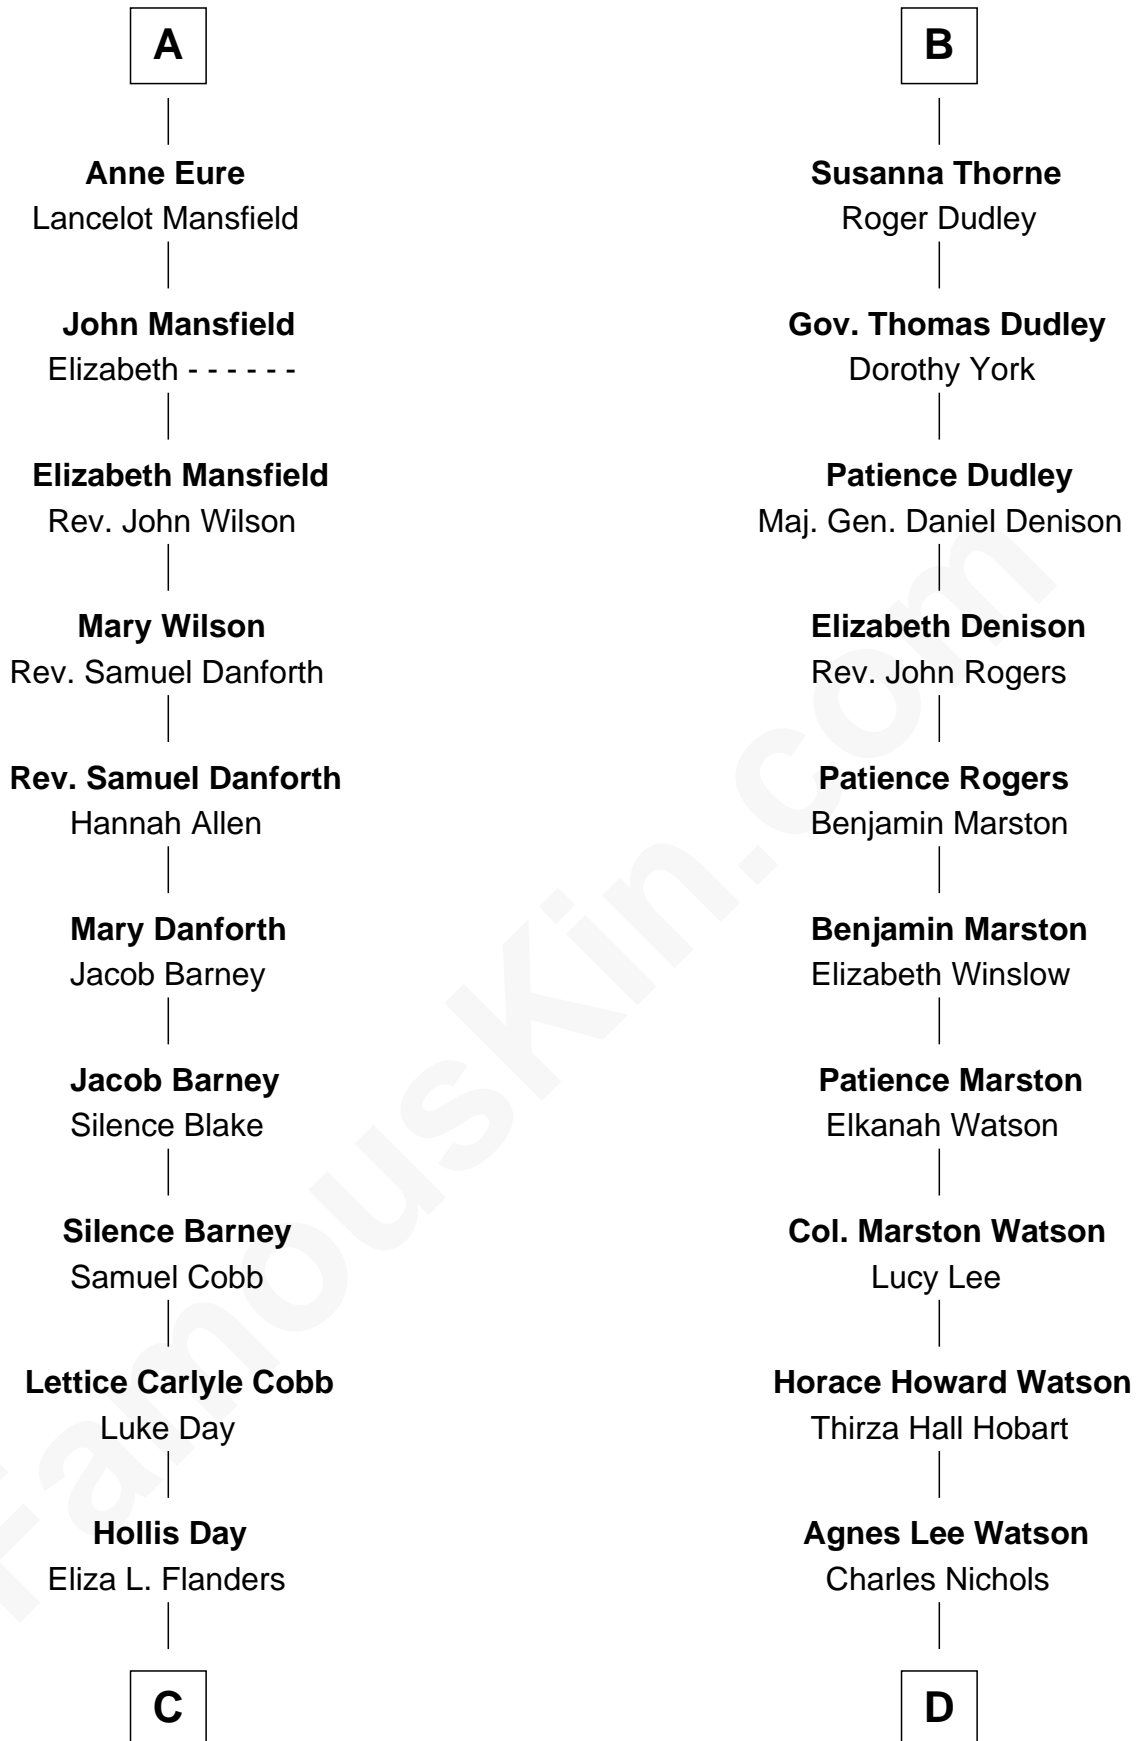 A
Anne Eure
Lancelot Mansfield
John Mansfield
Elizabeth - - - - - -
Elizabeth Mansfield
Rev. John Wilson
Mary Wilson
Rev. Samuel Danforth
Rev. Samuel Danforth
Hannah Allen
Mary Danforth
Jacob Barney
Jacob Barney
Silence Blake
Silence Barney
Samuel Cobb
Lettice Carlyle Cobb
Luke Day
Hollis Day
Eliza L. Flanders
C
B
Susanna Thorne
Roger Dudley
Gov. Thomas Dudley
Dorothy York
Patience Dudley
Maj. Gen. Daniel Denison
Elizabeth Denison
Rev. John Rogers
Patience Rogers
Benjamin Marston
Benjamin Marston
Elizabeth Winslow
Patience Marston
Elkanah Watson
Col. Marston Watson
Lucy Lee
Horace Howard Watson
Thirza Hall Hobart
Agnes Lee Watson
Charles Nichols
D
FamousKin.com